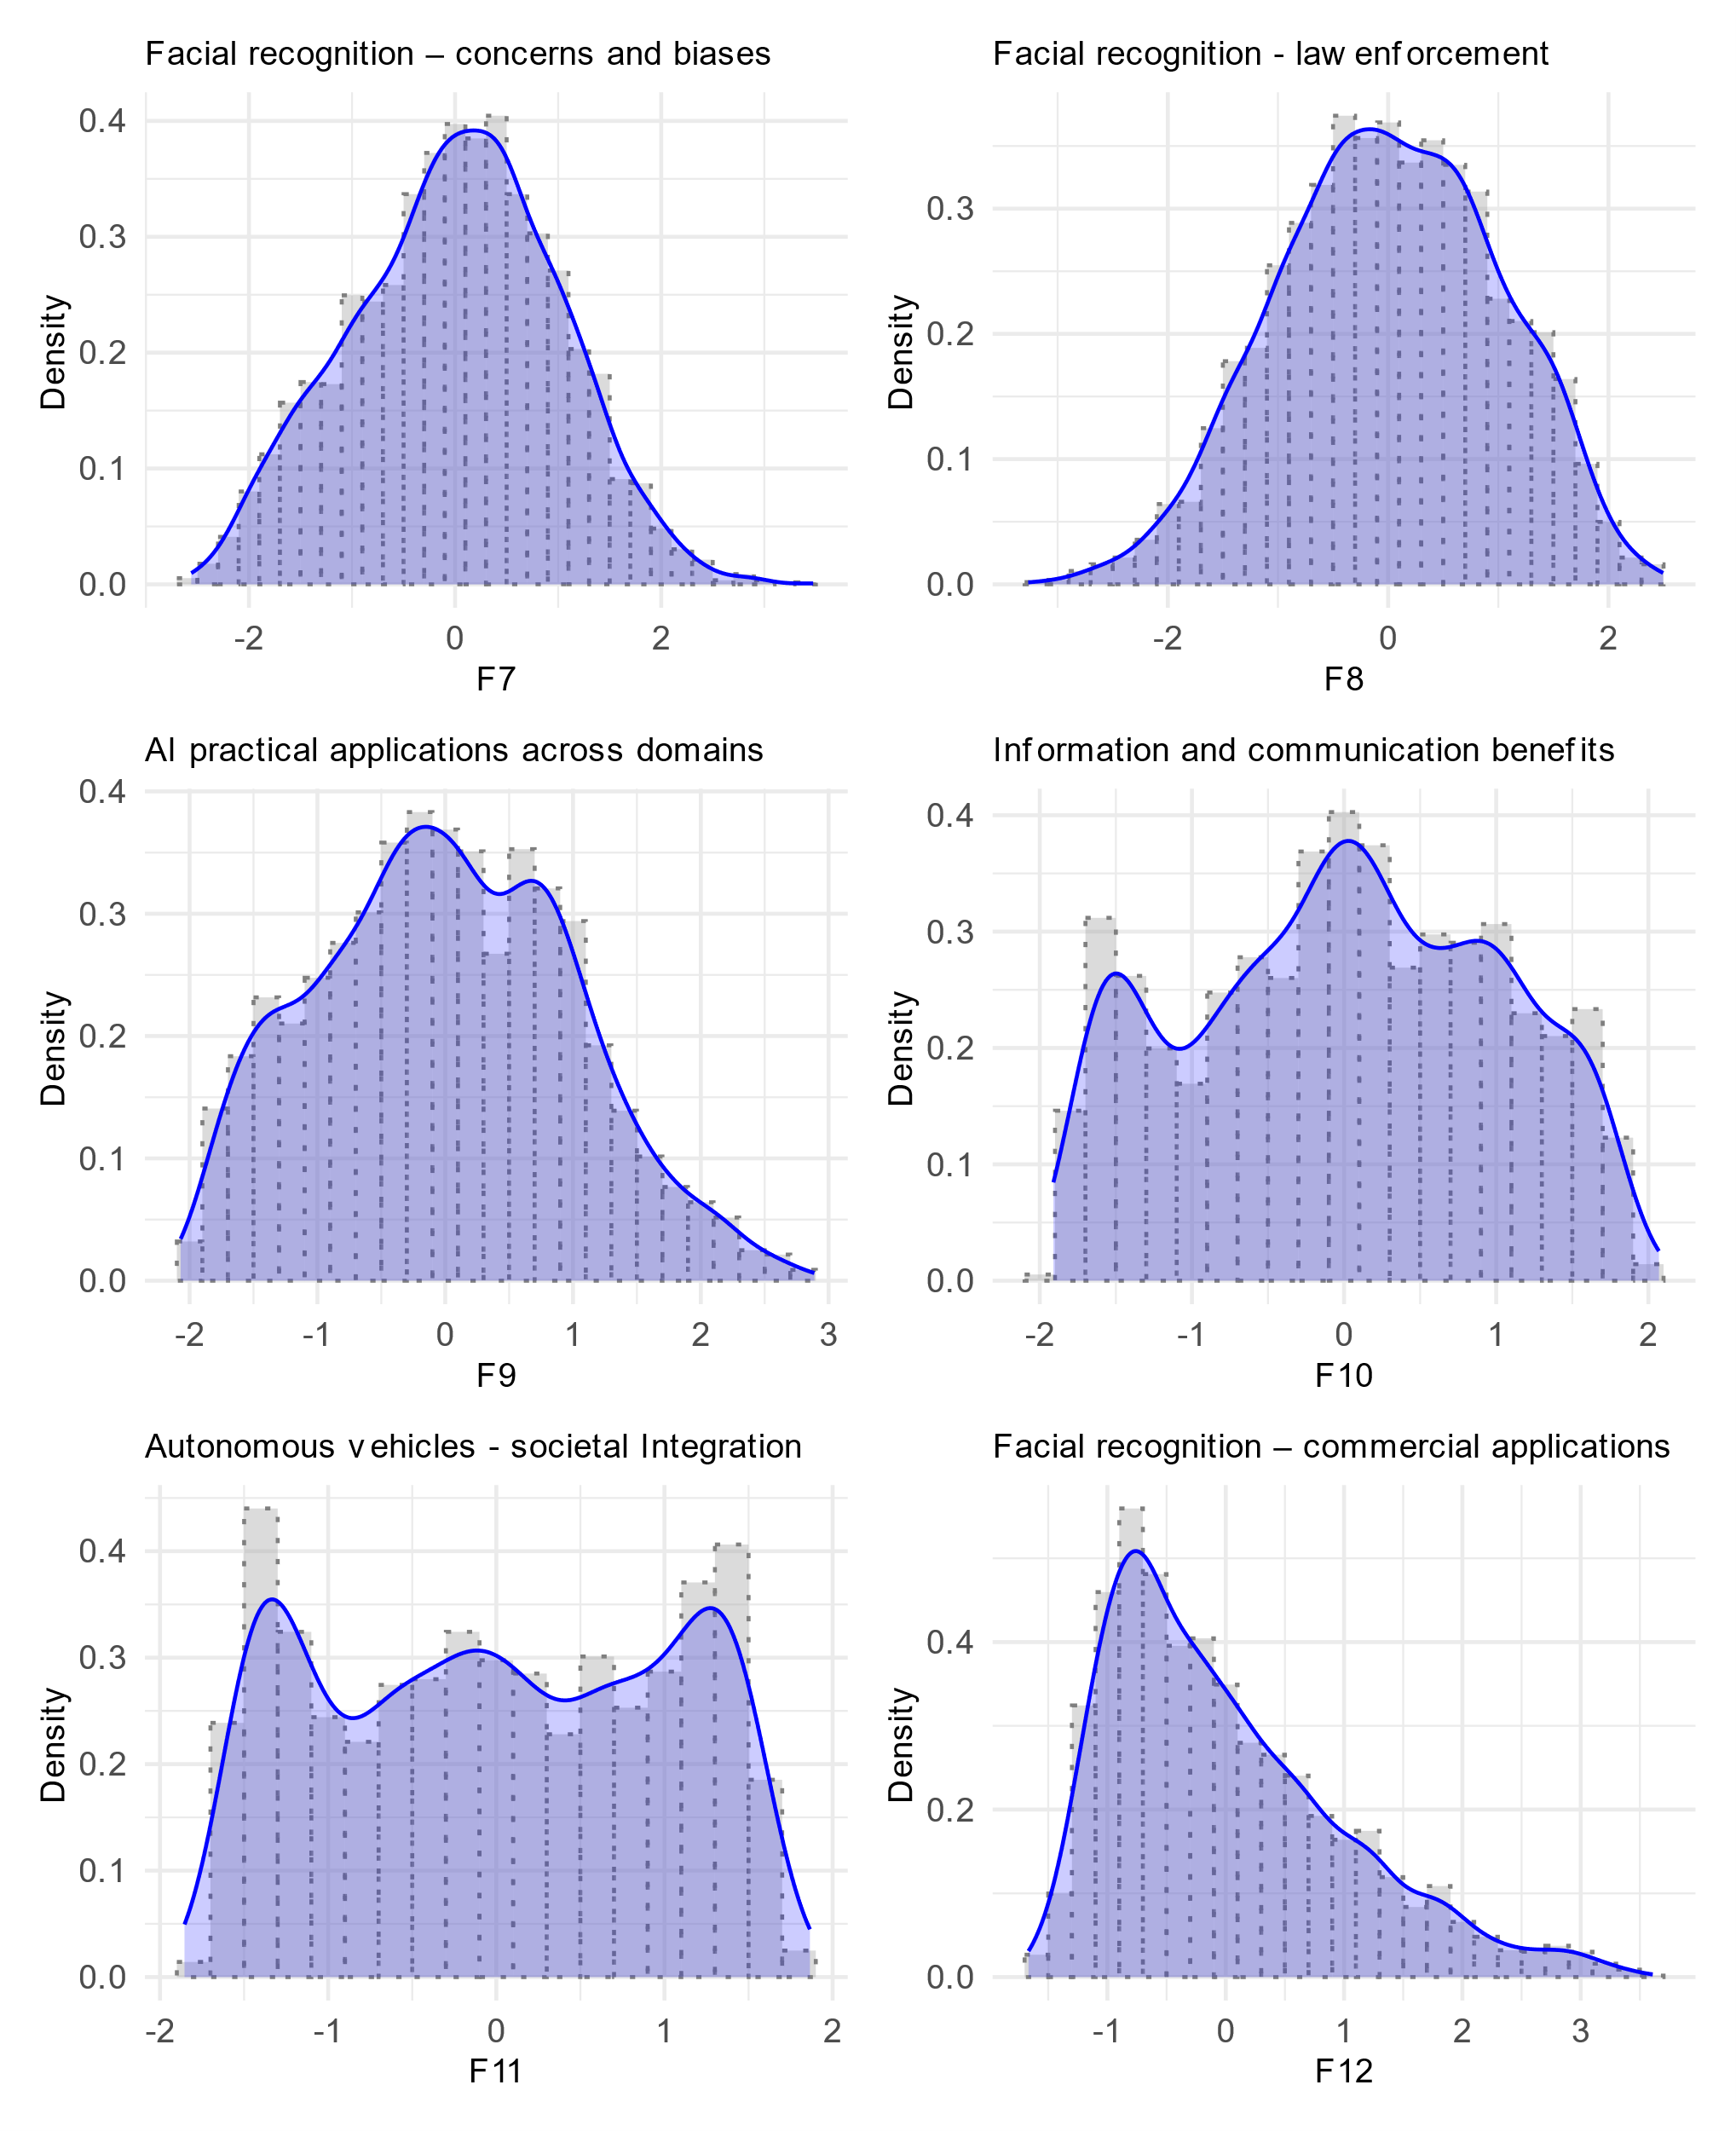 Facial recognition – concerns and biases
0.4
0.3
0.2
0.1
0.0
Density
-2 0 2
F7
Facial recognition - law enforcement
0.3
0.2
0.1
0.0
Density
-2 0 2
F8
AI practical applications across domains
0.4
0.3
0.2
0.1
0.0
Density
-2 -1 0 1 2 3
F9
Information and communication benefits
0.4
0.3
0.2
0.1
0.0
Density
-2 -1 0 1 2
F10
Autonomous vehicles - societal Integration
0.4
0.3
0.2
0.1
0.0
Density
-2 -1 0 1 2
F11
Facial recognition – commercial applications
0.4
0.2
0.0
Density
-1 0 1 2 3
F12